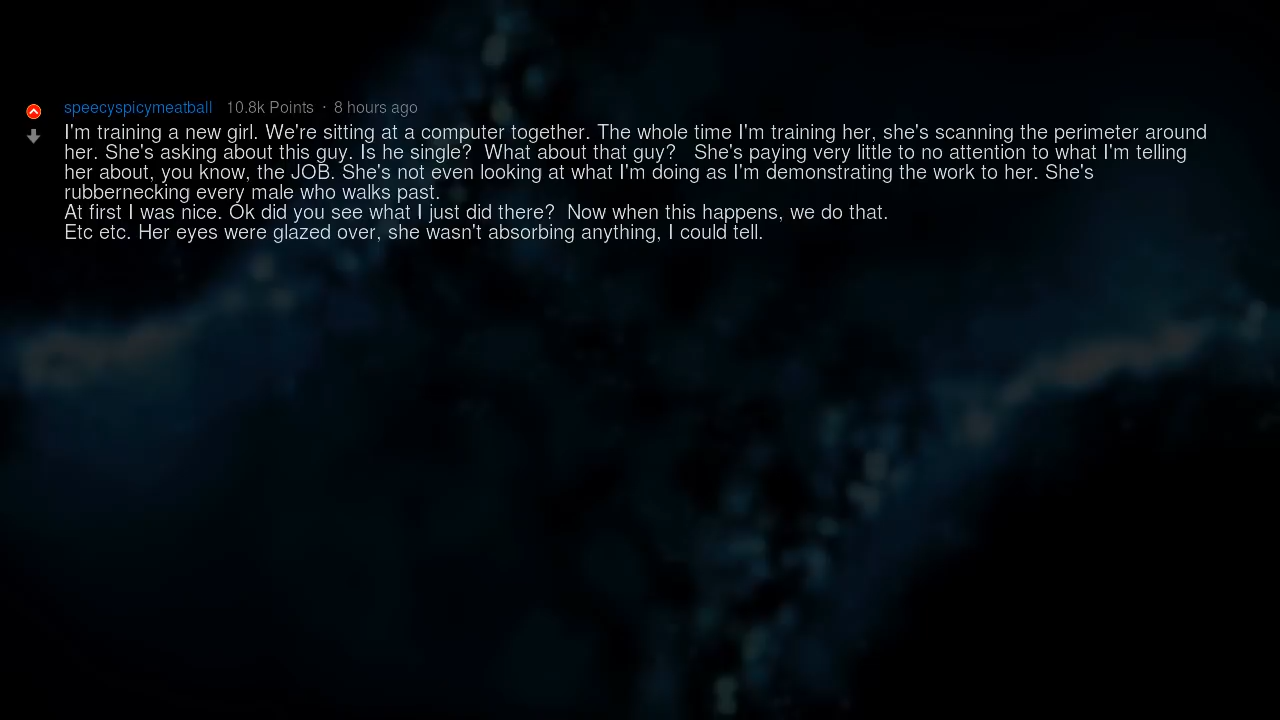 speecyspicymeatball 10.8k Points · 8 hours ago
I'm training a new girl. We're sitting at a computer together. The whole time I'm training her, she's scanning the perimeter around
her. She's asking about this guy. Is he single?  What about that guy?   She's paying very little to no attention to what I'm telling
her about, you know, the JOB. She's not even looking at what I'm doing as I'm demonstrating the work to her. She's
rubbernecking every male who walks past.
At first I was nice. Ok did you see what I just did there?  Now when this happens, we do that.
Etc etc. Her eyes were glazed over, she wasn't absorbing anything, I could tell.